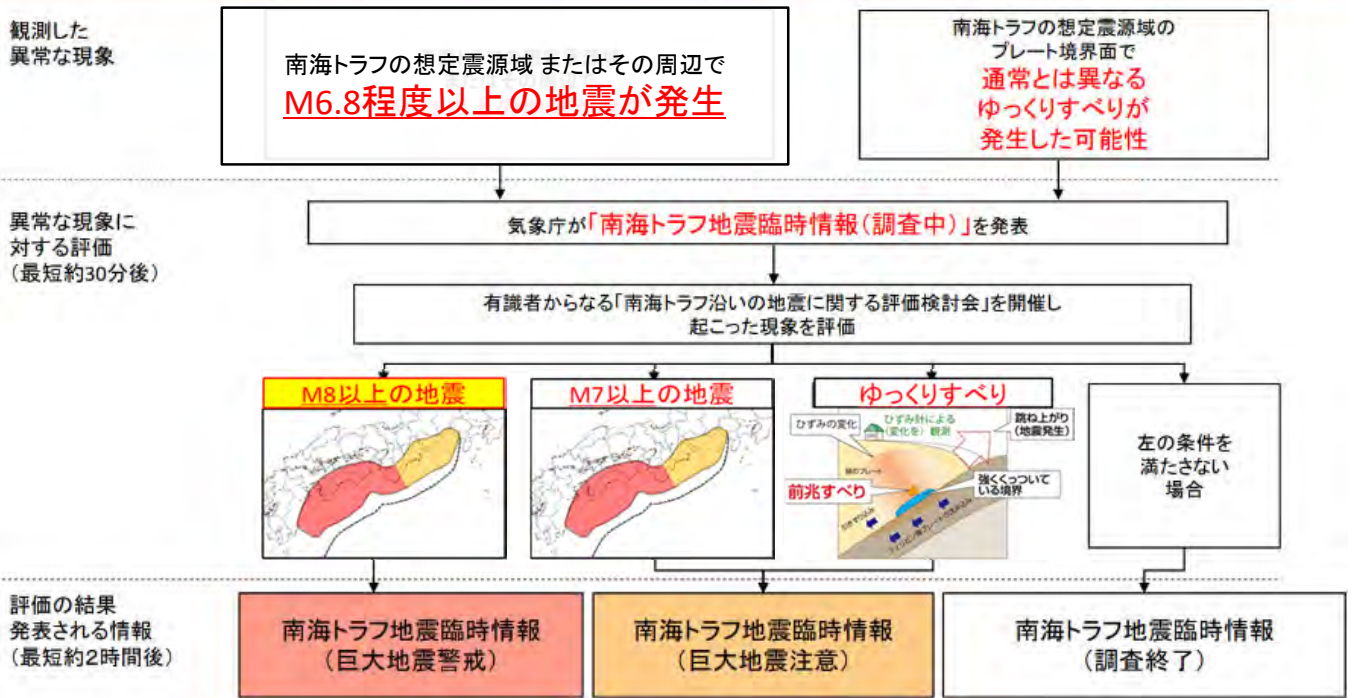 観測した
異常な現象
南海トラフの想定震源域 またはその周辺で
M6.8程度以上の地震が発生
南海トラフの想定震源域の
プレート境界面で
通常とは異なる
ゆっくりすべりが
発生した可能性
異常な現象に
対する評価
（最短約30分後）
気象庁が「南海トラフ地震臨時情報（調査中）」を発表
有識者からなる「南海トラフ沿いの地震に関する評価検討会」を開催し
起こった現象を評価
M8以上の地震
M7以上の地震
ゆっくりすべり
ひずみの変化
ひずみ計による
（変化を）観測
跳ね上がり
（地震発生）
前兆すべり
強くくっついて
いる境界
左の条件を
満たさない
場合
評価の結果
発表される情報
（最短約2時間後）
南海トラフ地震臨時情報
（巨大地震警戒）
南海トラフ地震臨時情報
（巨大地震注意）
南海トラフ地震臨時情報
（調査終了）